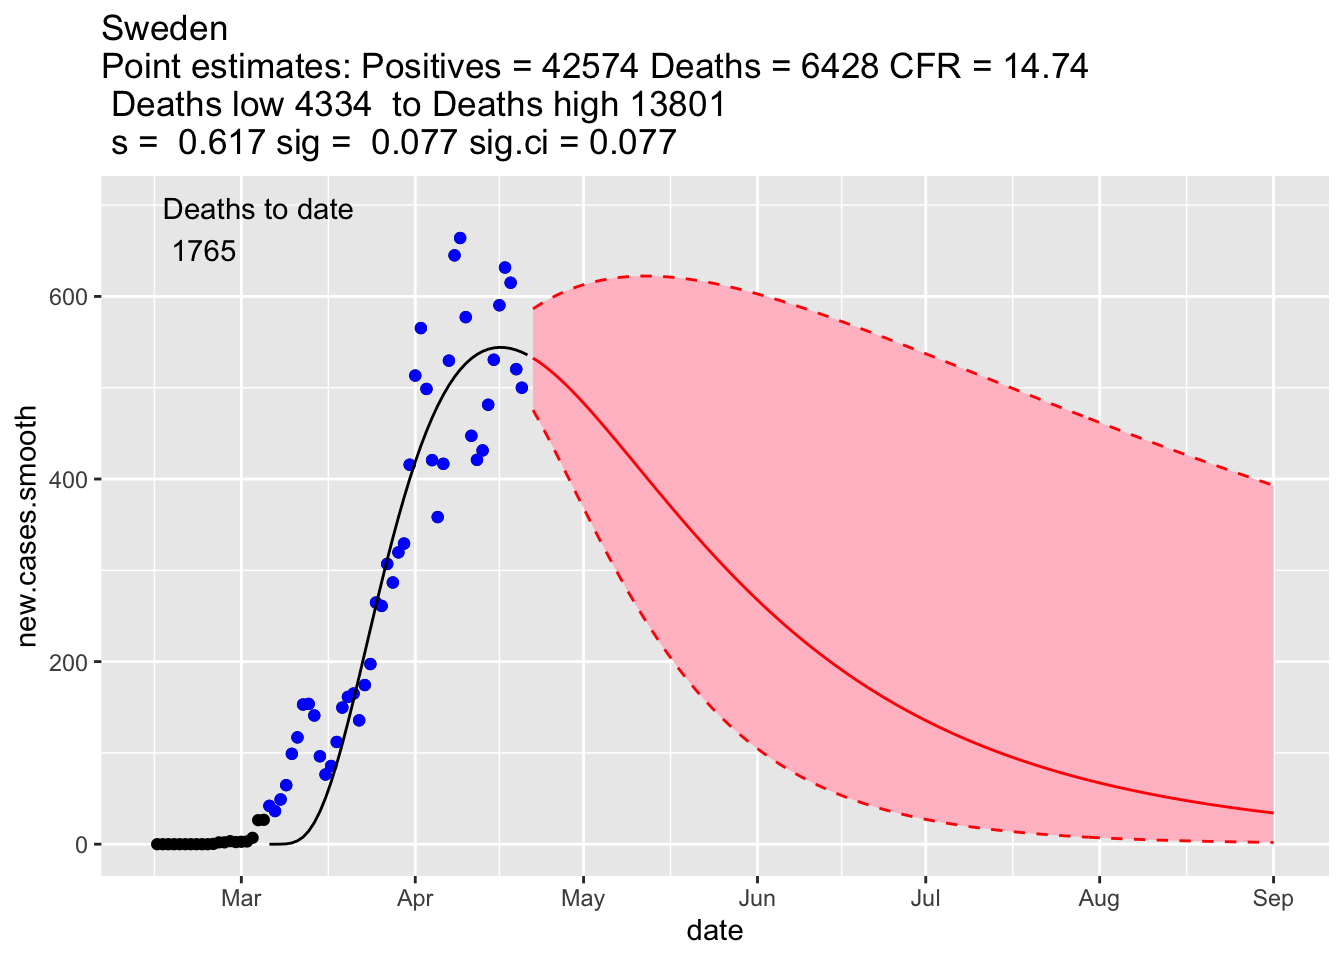 Sweden
Point estimates: Positives = 42574 Deaths = 6428 CFR = 14.74
Deaths low 4334  to Deaths high 13801
s =  0.617 sig =  0.077 sig.ci = 0.077
Deaths to date
1765
600
400
200
0
new.cases.smooth
Mar Apr May Jun Jul Aug Sep
date